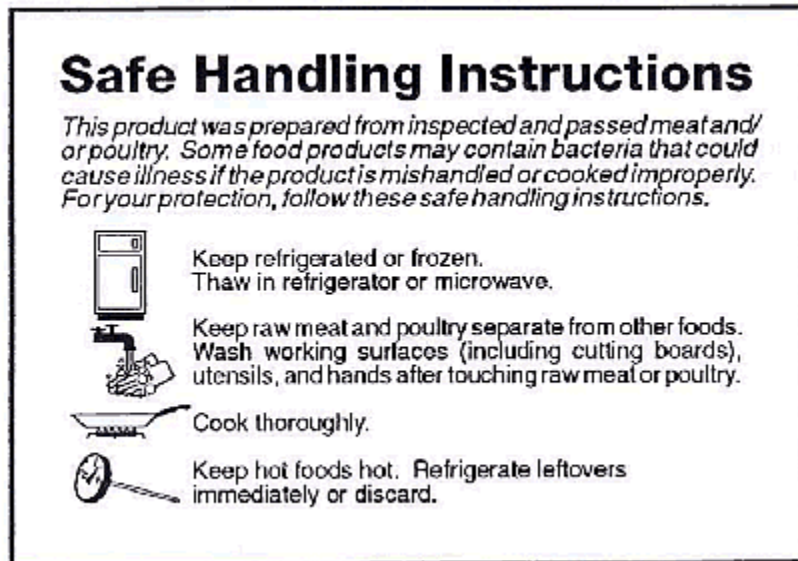 Safe Handling Instructions
This product was prepared from inspected and passed meat and/
or poultry. Some food products may contain bacteria that could
cause illness if the product is mishandled or cooked improperly.
For your protection, follow these safe handling instructions.
Keep refrigerated or frozen.
Thaw in refrigerator or microwave.
Keep raw meat and poultry separate from other foods.
Wash working surfaces (including cutting boards),
utensils, and hands after touching raw meat or poultry.
Cook thoroughly.
Keep hot foods hot. Refrigerate leftovers
immediately or discard.